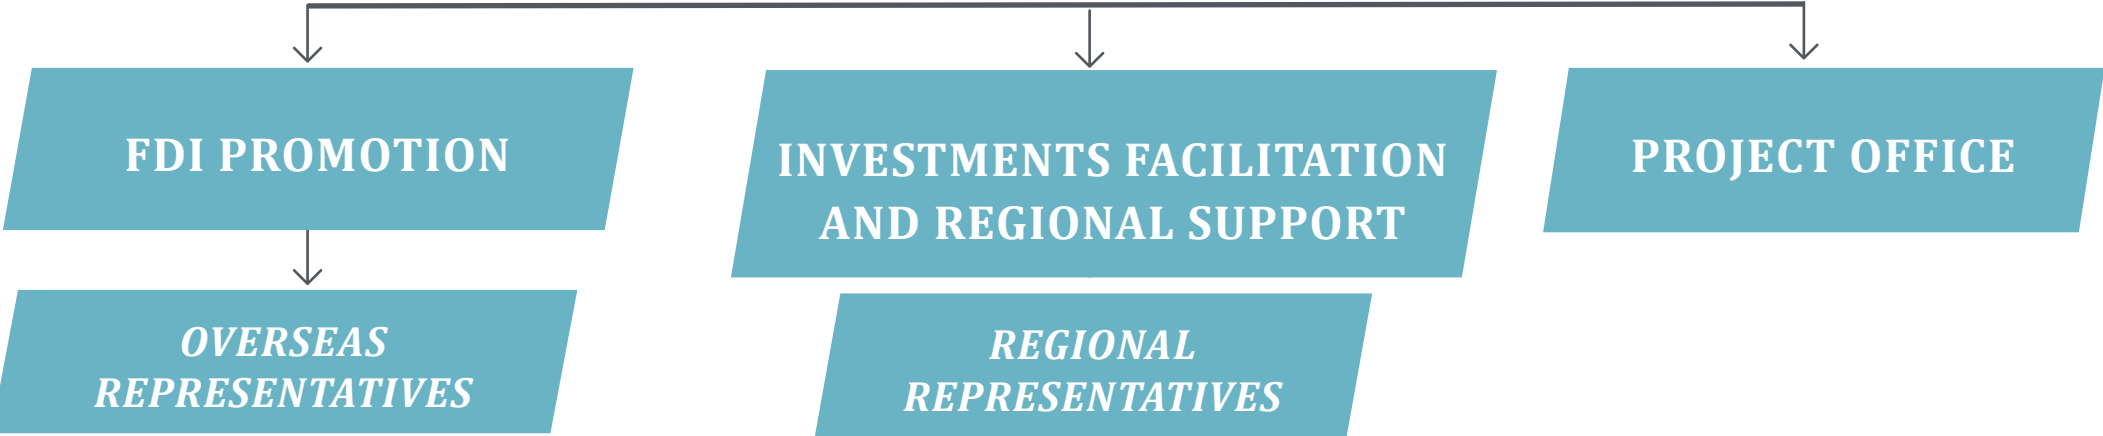 FDI PROMOTION
INVESTMENTS FACILITATION
AND REGIONAL SUPPORT
PROJECT OFFICE
OVERSEAS
REPRESENTATIVES
REGIONAL
REPRESENTATIVES